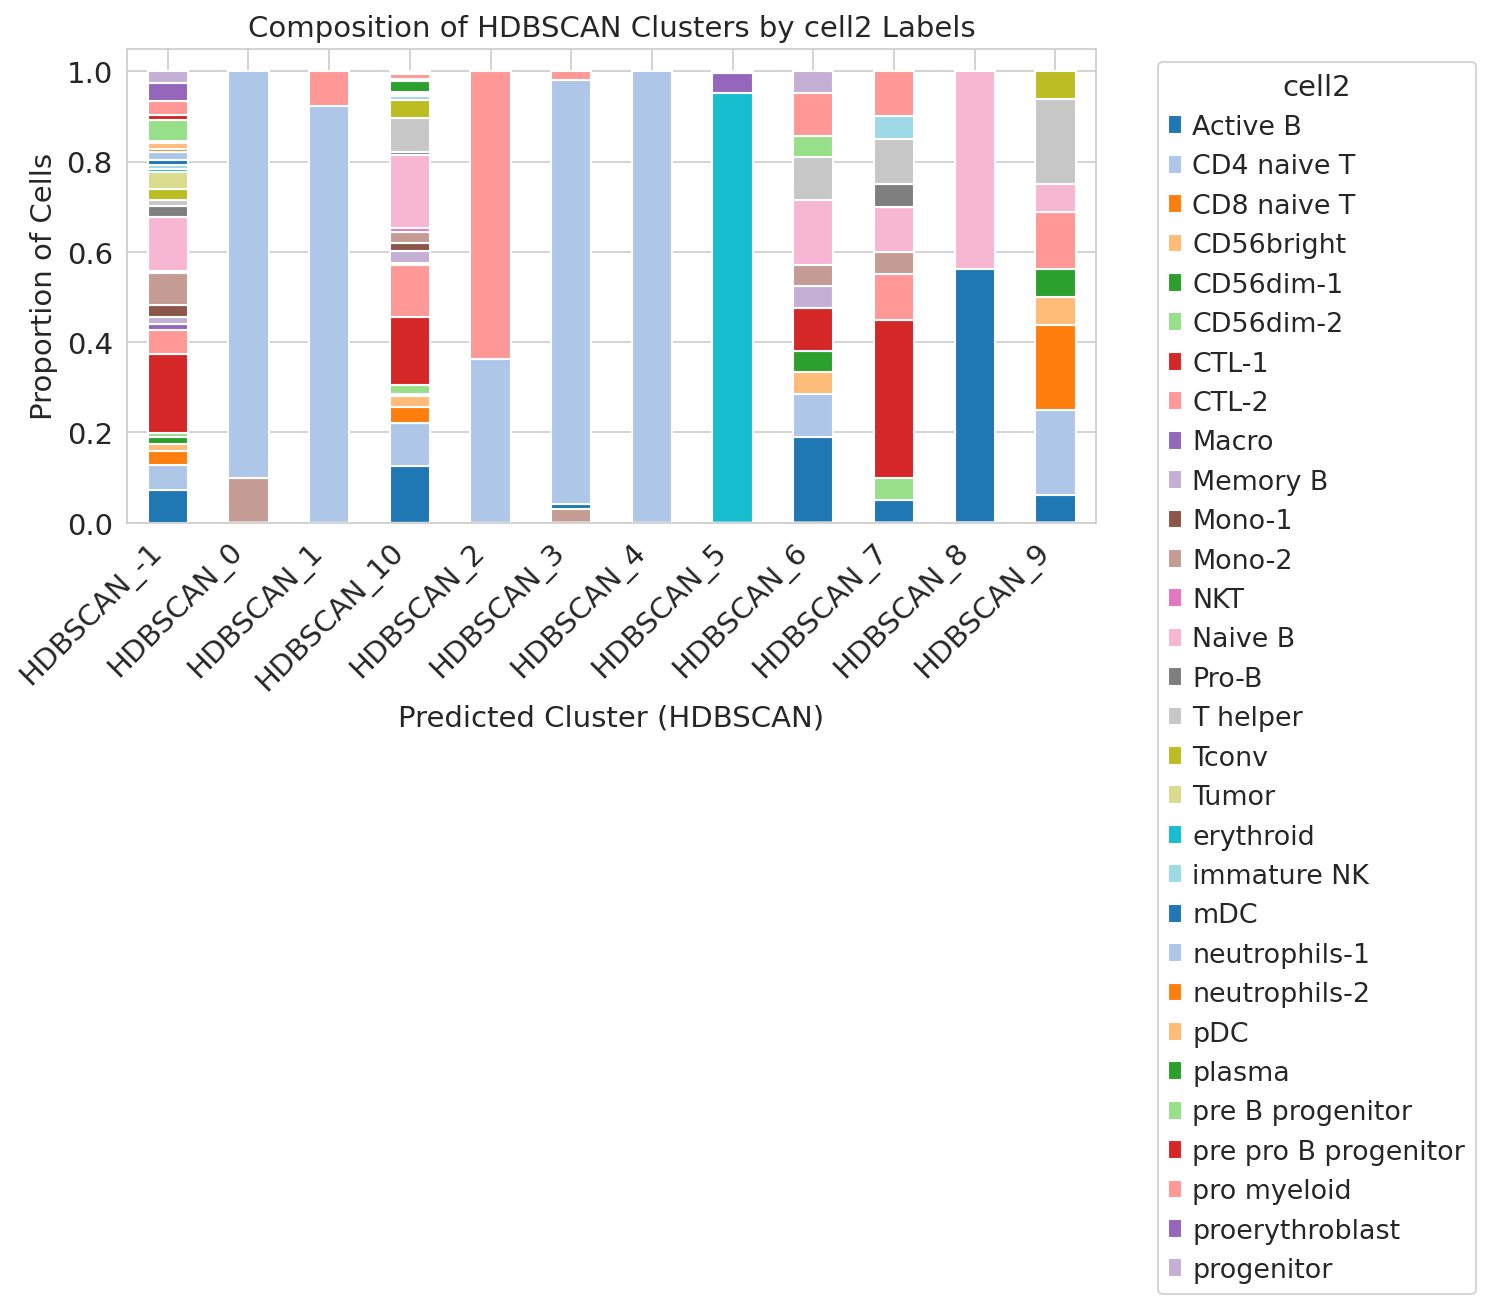 Composition of HDBSCAN Clusters by cell2 Labels
Proportion of Cells
1.0
0.8
0.6
0.4
0.2
0.0
HDBSCAN_-1
HDBSCAN_0
HDBSCAN_1
HDBSCAN_10
HDBSCAN_2
HDBSCAN_3
HDBSCAN_4
HDBSCAN_5
HDBSCAN_6
HDBSCAN_7
HDBSCAN_8
HDBSCAN_9
Predicted Cluster (HDBSCAN)
cell2
Active B
CD4 naive T
CD8 naive T
CD56bright
CD56dim-1
CD56dim-2
CTL-1
CTL-2
Macro
Memory B
Mono-1
Mono-2
NKT
Naive B
Pro-B
T helper
Tconv
Tumor
erythroid
immature NK
mDC
neutrophils-1
neutrophils-2
pDC
plasma
pre B progenitor
pre pro B progenitor
pro myeloid
proerythroblast
progenitor